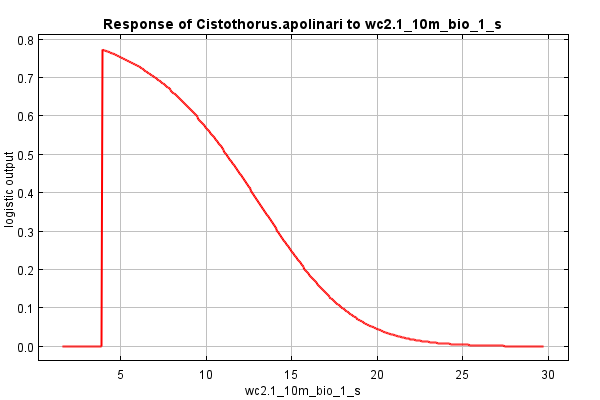 Response of Cistothorus.apolinari to wc2.1_10m_bio_1_s
0.8
0.7
0.6
0.5
0.4
0.3
0.2
0.1
0.0
logistic output
5 10 15 20 25 30
wc2.1_10m_bio_1_s